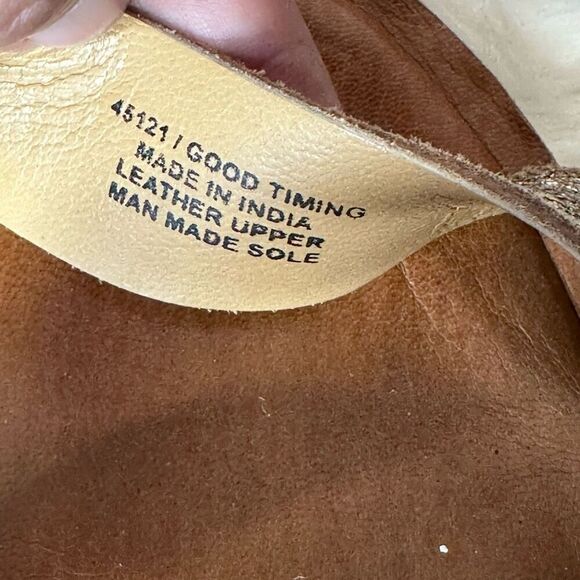 45121 / GOOD TIMING
MADE IN INDIA
LEATHER UPPER
MAN MADE SOLE